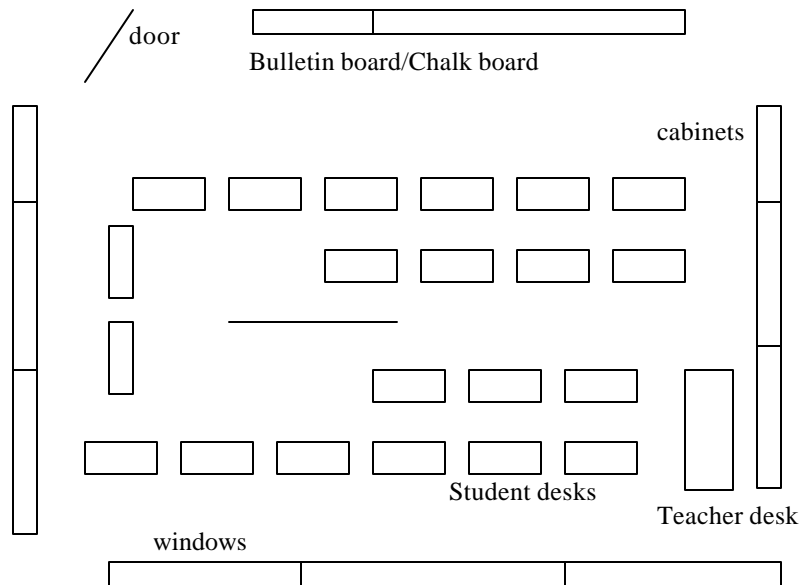 door
Bulletin board/Chalk board
cabinets
Student desks
Teacher desk
windows